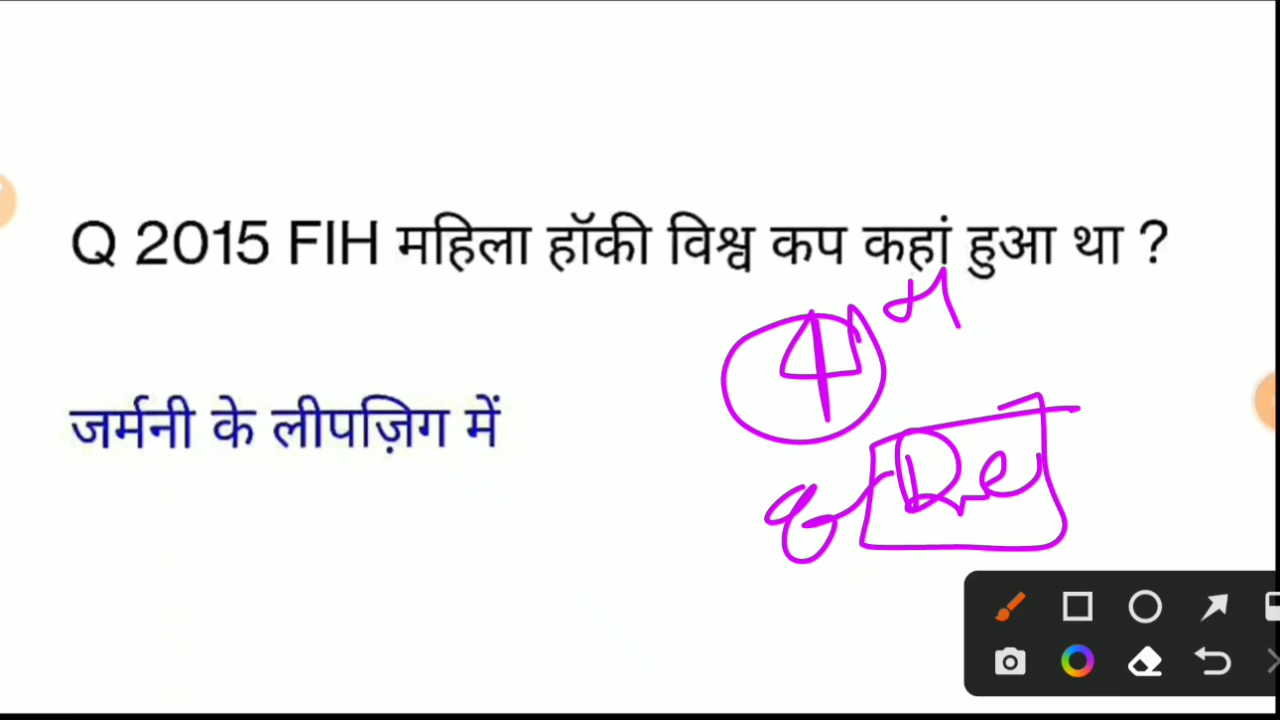 Q 2015 FIH महिला हॉकी विश्व कप कहां हुआ था ?
जर्मनी के लीपज़िग में